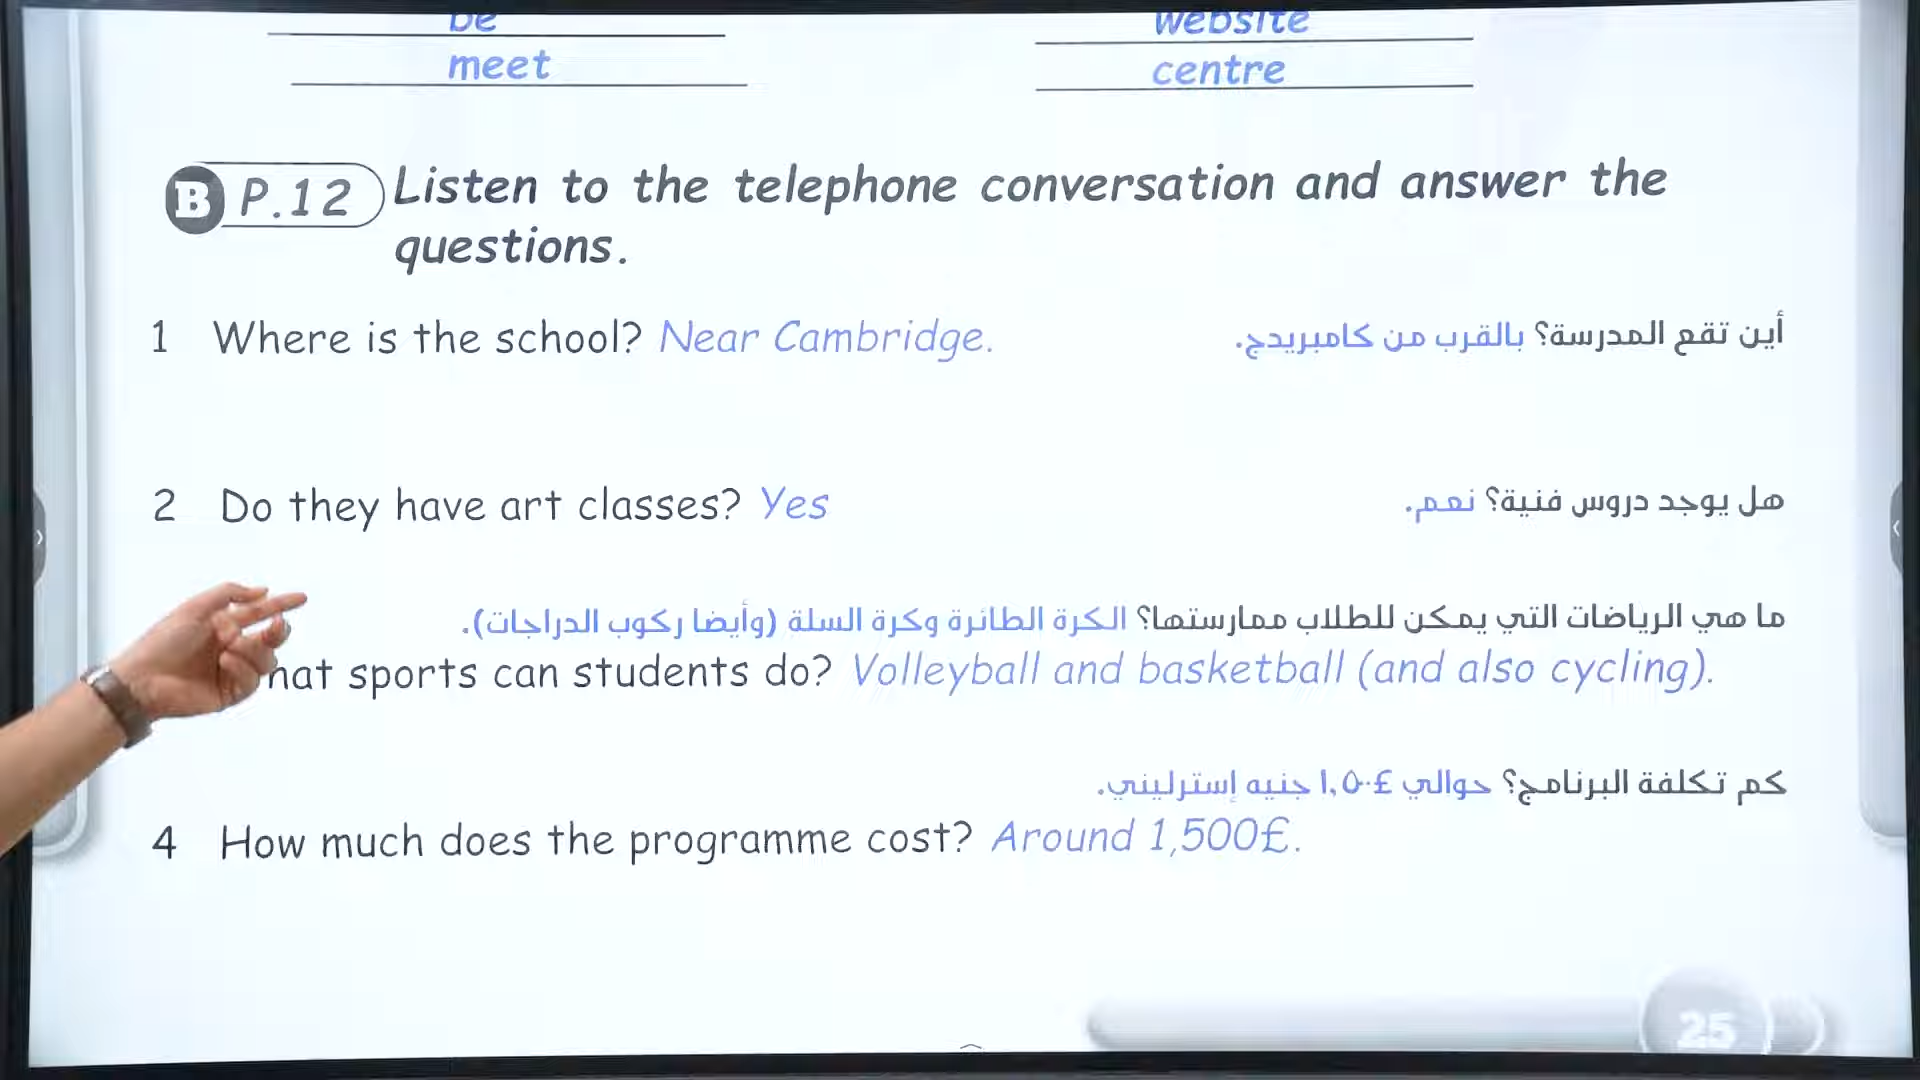 be
meet
website
centre
B P.12 Listen to the telephone conversation and answer the
questions.
1 Where is the school? Near Cambridge.
أين تقع المدرسة؟ بالقرب من كامبريدج.
2 Do they have art classes? Yes
هل يوجد دروس فنية؟ نعم.
ما هي الرياضات التي يمكن للطلاب ممارستها؟ الكرة الطائرة وكرة السلة (وأيضا ركوب الدراجات).
hat sports can students do? Volleyball and basketball (and also cycling).
كم تكلفة البرنامج؟ حوالي £١,٥٠ جنيه إسترليني.
4 How much does the programme cost? Around 1,500£.
25